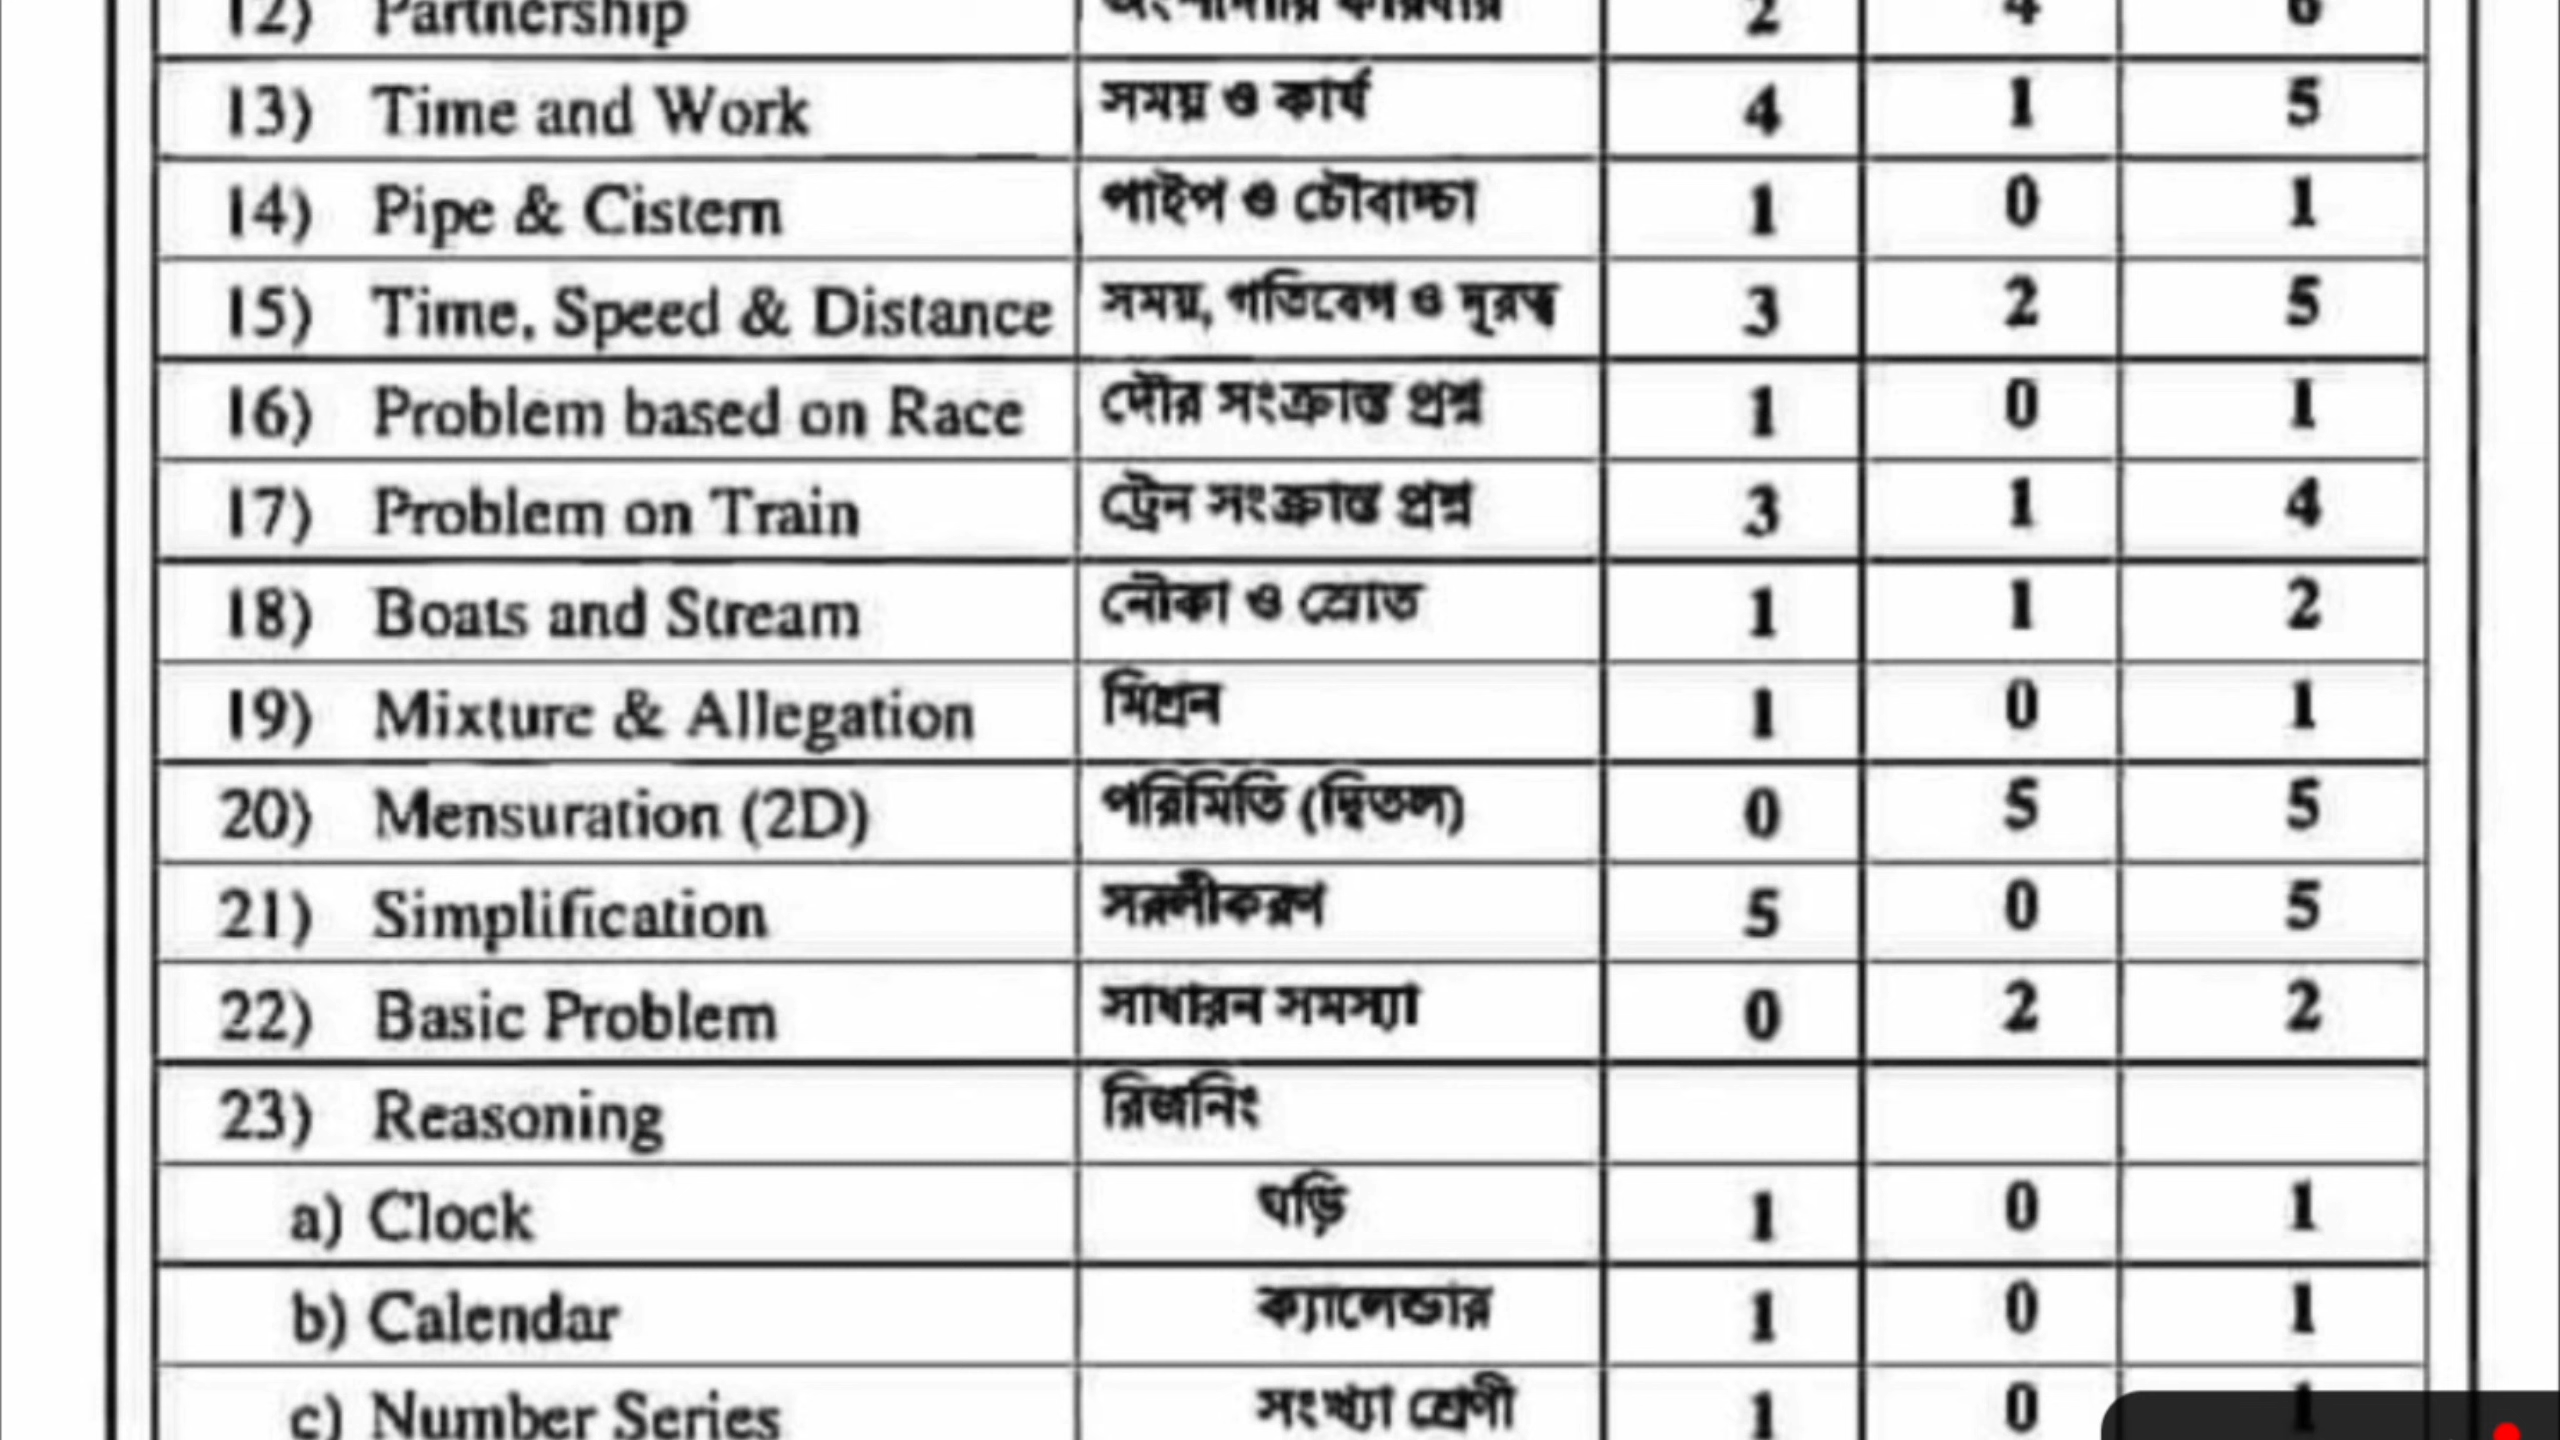 12) Partnership অংশীদারি কারবার 2 4 6
13) Time and Work সময় ও কার্য 4 1 5
14) Pipe & Cistern পাইপ ও চৌবাচ্চা 1 0 1
15) Time, Speed & Distance সময়, গতিবেগ ও দূরত্ব 3 2 5
16) Problem based on Race দৌর সংক্রান্ত প্রশ্ন 1 0 1
17) Problem on Train ট্রেন সংক্রান্ত প্রশ্ন 3 1 4
18) Boats and Stream নৌকা ও স্রোত 1 1 2
19) Mixture & Allegation মিশ্রন 1 0 1
20) Mensuration (2D) পরিমিতি (দ্বিতল) 0 5 5
21) Simplification সরলীকরণ 5 0 5
22) Basic Problem সাধারন সমস্যা 0 2 2
23) Reasoning রিজনিং
a) Clock ঘড়ি 1 0 1
b) Calendar ক্যালেন্ডার 1 0 1
c) Number Series সংখ্যা শ্রেণী 1 0 1